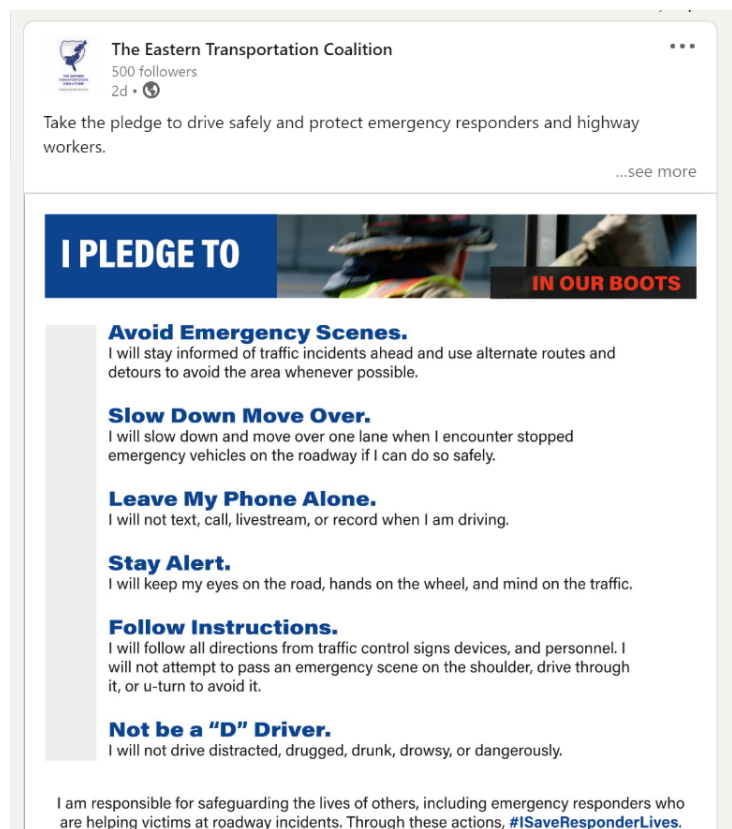 The Eastern Transportation Coalition
500 followers
2d •
Take the pledge to drive safely and protect emergency responders and highway
workers.
...see more
I PLEDGE TO
IN OUR BOOTS
Avoid Emergency Scenes.
I will stay informed of traffic incidents ahead and use alternate routes and
detours to avoid the area whenever possible.
Slow Down Move Over.
I will slow down and move over one lane when I encounter stopped
emergency vehicles on the roadway if I can do so safely.
Leave My Phone Alone.
I will not text, call, livestream, or record when I am driving.
Stay Alert.
I will keep my eyes on the road, hands on the wheel, and mind on the traffic.
Follow Instructions.
I will follow all directions from traffic control signs devices, and personnel. I
will not attempt to pass an emergency scene on the shoulder, drive through
it, or u-turn to avoid it.
Not be a “D” Driver.
I will not drive distracted, drugged, drunk, drowsy, or dangerously.
I am responsible for safeguarding the lives of others, including emergency responders who
are helping victims at roadway incidents. Through these actions, #ISaveResponderLives.